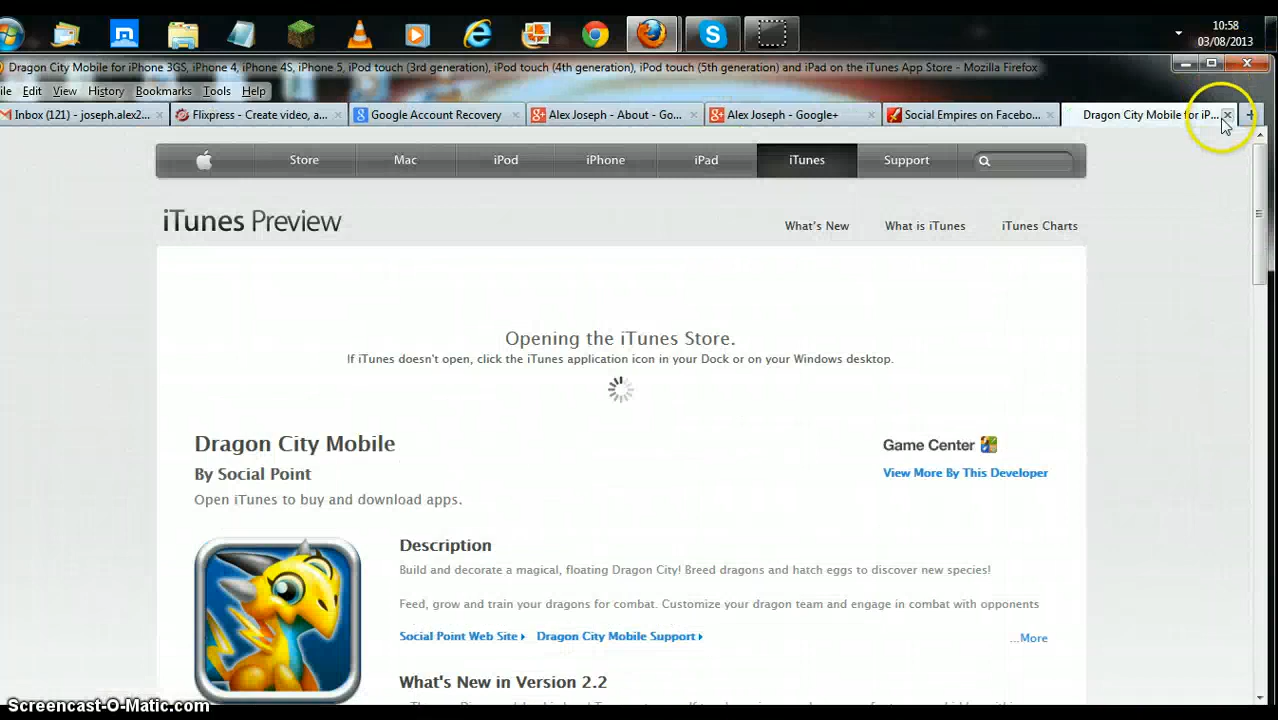 10:58
03/08/2013
Dragon City Mobile for iPhone 3GS, iPhone 4, iPhone 4S, iPhone 5, iPod touch (3rd generation), iPod touch (4th generation), iPod touch (5th generation) and iPad on the iTunes App Store - Mozilla Firefox
ile Edit View History Bookmarks Tools Help
Inbox (121) - joseph.alex2... Flixpress - Create video, a... Google Account Recovery Alex Joseph - About - Go... Alex Joseph - Google+ Social Empires on Facebo... Dragon City Mobile for iP...
Store Mac iPod iPhone iPad iTunes Support
iTunes Preview What's New What is iTunes iTunes Charts
Opening the iTunes Store.
If iTunes doesn't open, click the iTunes application icon in your Dock or on your Windows desktop.
Dragon City Mobile Game Center
By Social Point View More By This Developer
Open iTunes to buy and download apps.
Description
Build and decorate a magical, floating Dragon City! Breed dragons and hatch eggs to discover new species!
Feed, grow and train your dragons for combat. Customize your dragon team and engage in combat with opponents
Social Point Web Site Dragon City Mobile Support ...More
What's New in Version 2.2
Screencast-O-Matic.com